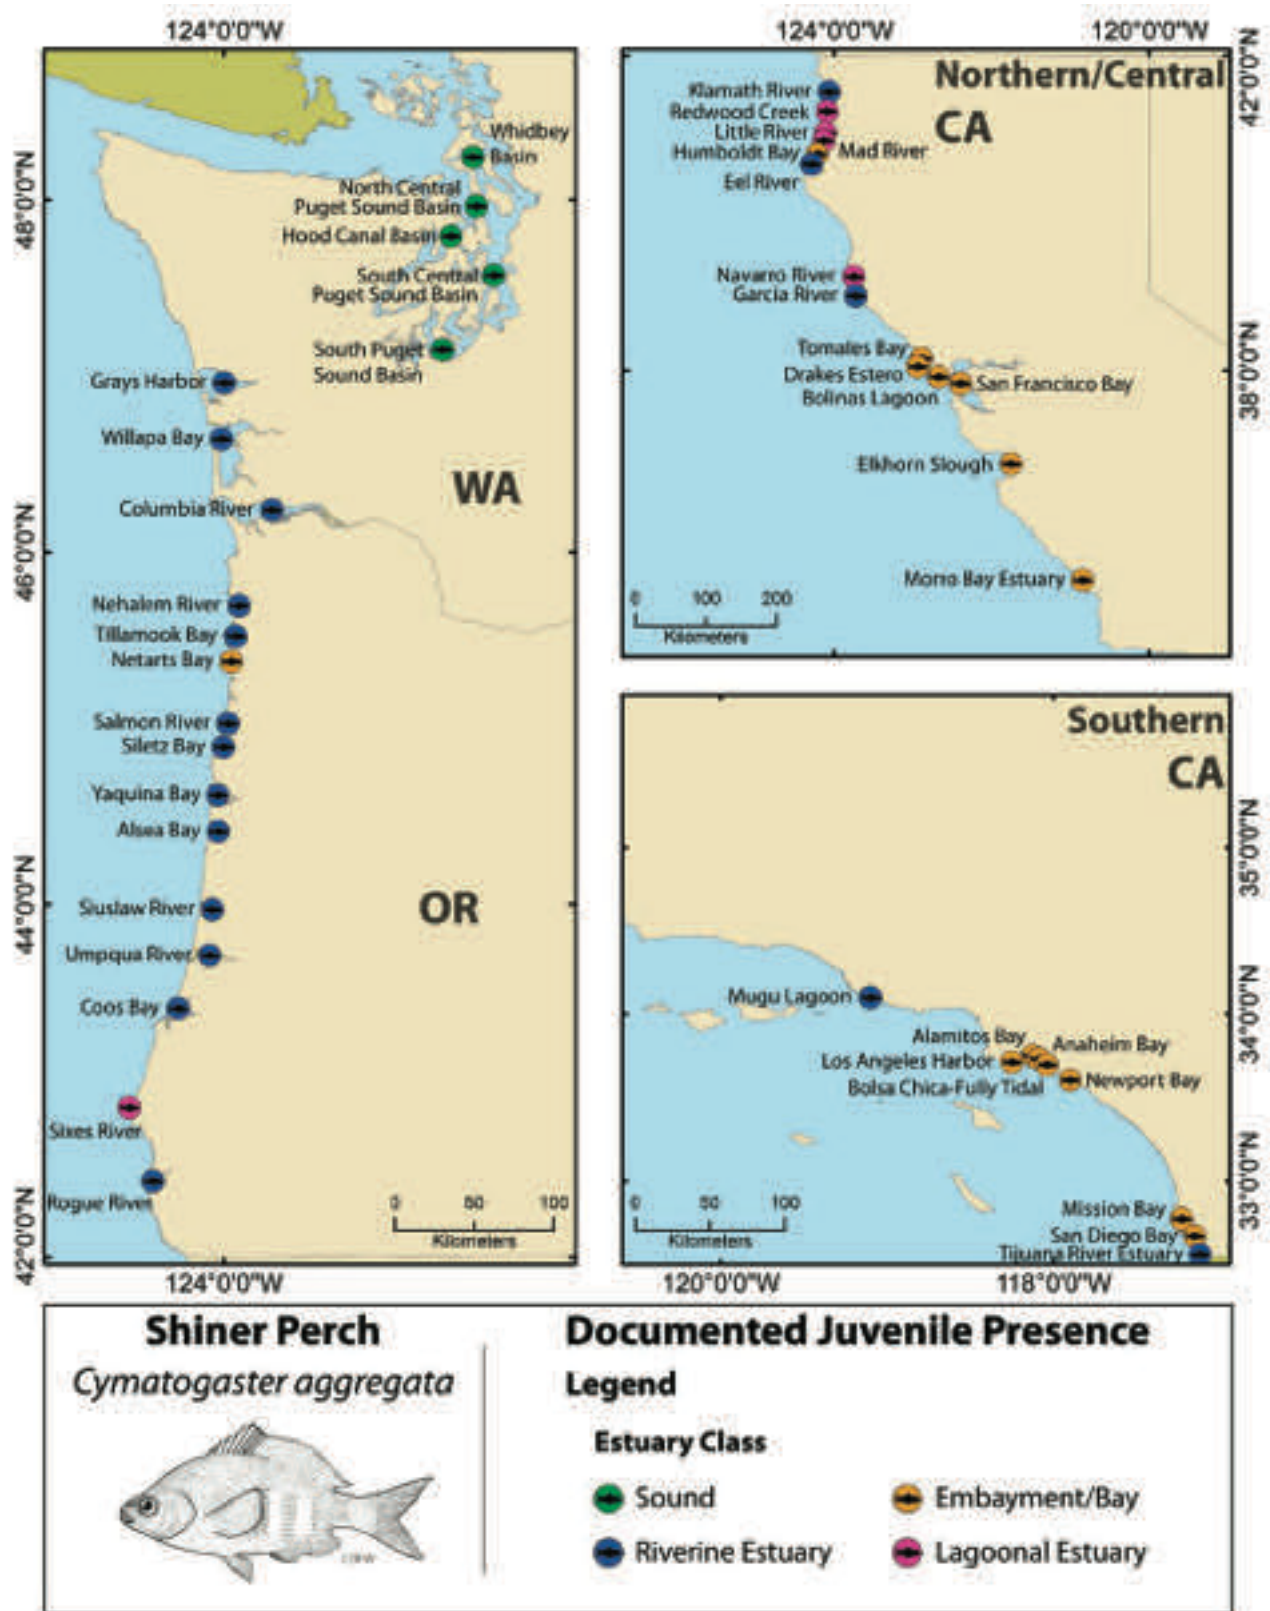 124°0'0"W
48°0'0"N
46°0'0"N
44°0'0"N
42°0'0"N
Whidbey
Basin
North Central
Puget Sound Basin
Hood Canal Basin
South Central
Puget Sound Basin
South Puget
Sound Basin
Grays Harbor
Willapa Bay
WA
Columbia River
Nehalem River
Tillamook Bay
Netarts Bay
Salmon River
Siletz Bay
Yaquina Bay
Alsea Bay
OR
Siuslaw River
Umpqua River
Coos Bay
Sixes River
Rogue River
0 50 100
Kilometers
124°0'0"W
124°0'0"W 120°0'0"W
Northern/Central
CA
42°0'0"N
38°0'0"N
Klamath River
Redwood Creek
Little River
Humboldt Bay
Mad River
Eel River
Navarro River
Garcia River
Tomales Bay
Drakes Estero
San Francisco Bay
Bolinas Lagoon
Elkhorn Slough
Morro Bay Estuary
0 100 200
Kilometers
Southern
CA
35°0'0"N
34°0'0"N
33°0'0"N
Mugu Lagoon
Alamitos Bay
Anaheim Bay
Los Angeles Harbor
Bolsa Chica-Fully Tidal
Newport Bay
Mission Bay
San Diego Bay
Tijuana River Estuary
0 50 100
Kilometers
120°0'0"W 118°0'0"W
Shiner Perch
Cymatogaster aggregata
Documented Juvenile Presence
Legend
Estuary Class
Sound
Embayment/Bay
Riverine Estuary
Lagoonal Estuary